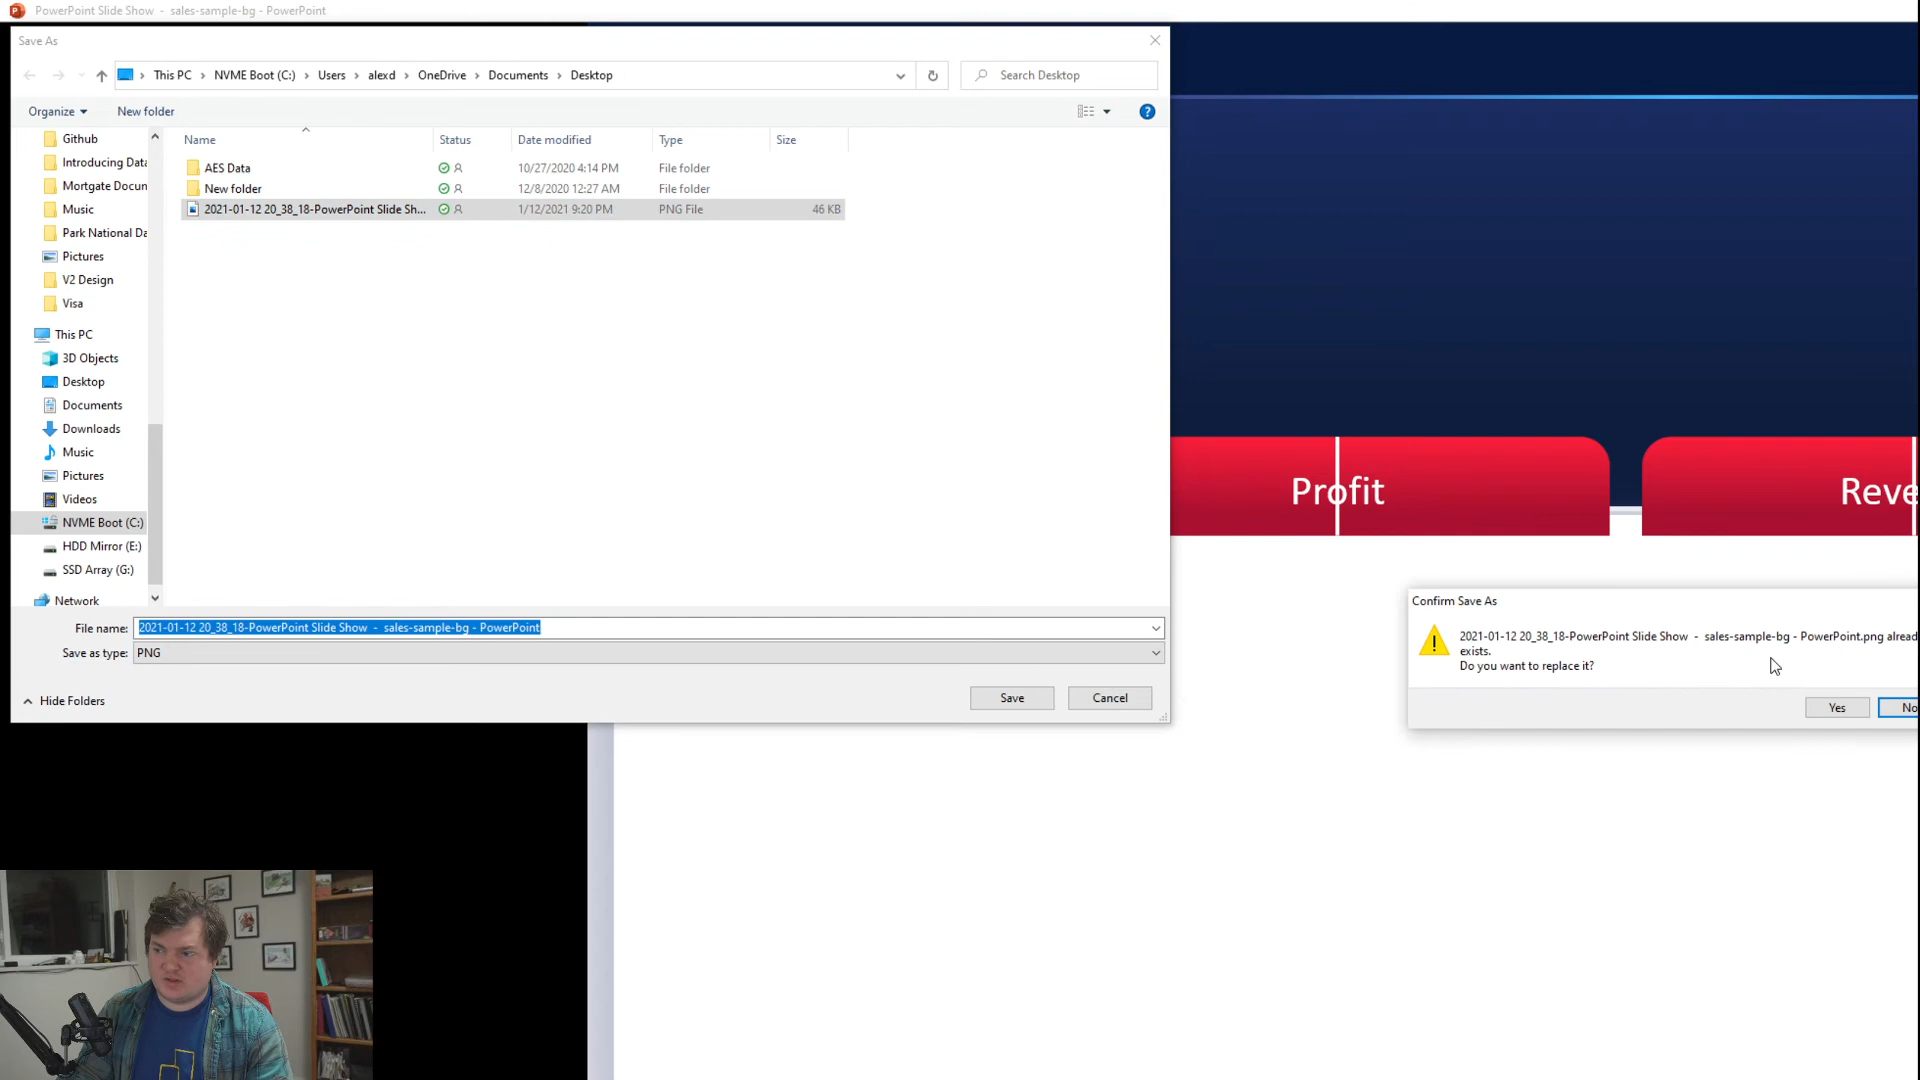 PowerPoint Slide Show - sales-sample-bg - PowerPoint
Save As
This PC > NVME Boot (C:) > Users > alexd > OneDrive > Documents > Desktop
Search Desktop
Organize
New folder
Name Status Date modified Type Size
AES Data 10/27/2020 4:14 PM File folder
New folder 12/8/2020 12:27 AM File folder
2021-01-12 20_38_18-PowerPoint Slide Sh... 1/12/2021 9:20 PM PNG File 46 KB
Github
Introducing Data
Mortgate Docum
Music
Park National Da
Pictures
V2 Design
Visa
This PC
3D Objects
Desktop
Documents
Downloads
Music
Pictures
Videos
NVME Boot (C:)
HDD Mirror (E:)
SSD Array (G:)
Network
File name: 2021-01-12 20_38_18-PowerPoint Slide Show - sales-sample-bg - PowerPoint
Save as type: PNG
Hide Folders
Save
Cancel
Profit
Reve
Confirm Save As
2021-01-12 20_38_18-PowerPoint Slide Show - sales-sample-bg - PowerPoint.png alread
exists.
Do you want to replace it?
Yes
No